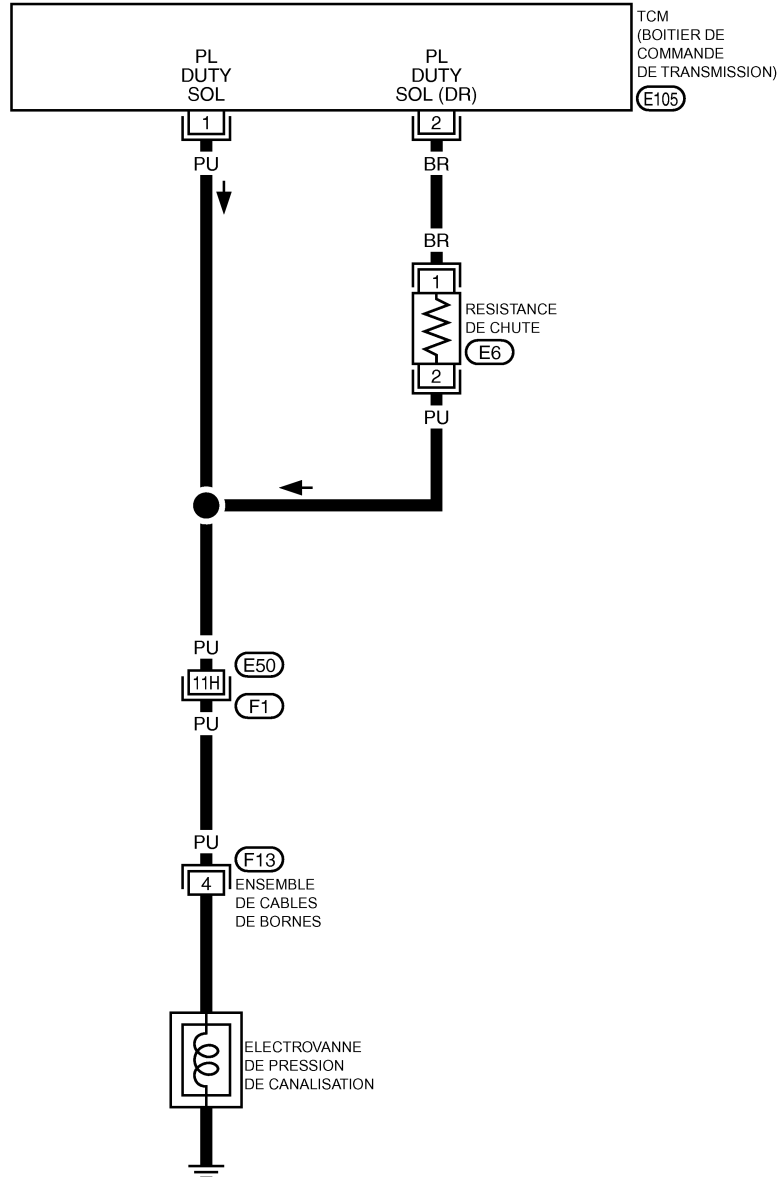 TCM
(BOITIER DE
COMMANDE
DE TRANSMISSION)
E105
PL
DUTY
SOL
PL
DUTY
SOL (DR)
1
2
PU
BR
BR
1
RESISTANCE
DE CHUTE
E6
2
PU
PU
E50
11H
F1
PU
PU
F13
4
ENSEMBLE
DE CABLES
DE BORNES
ELECTROVANNE
DE PRESSION
DE CANALISATION